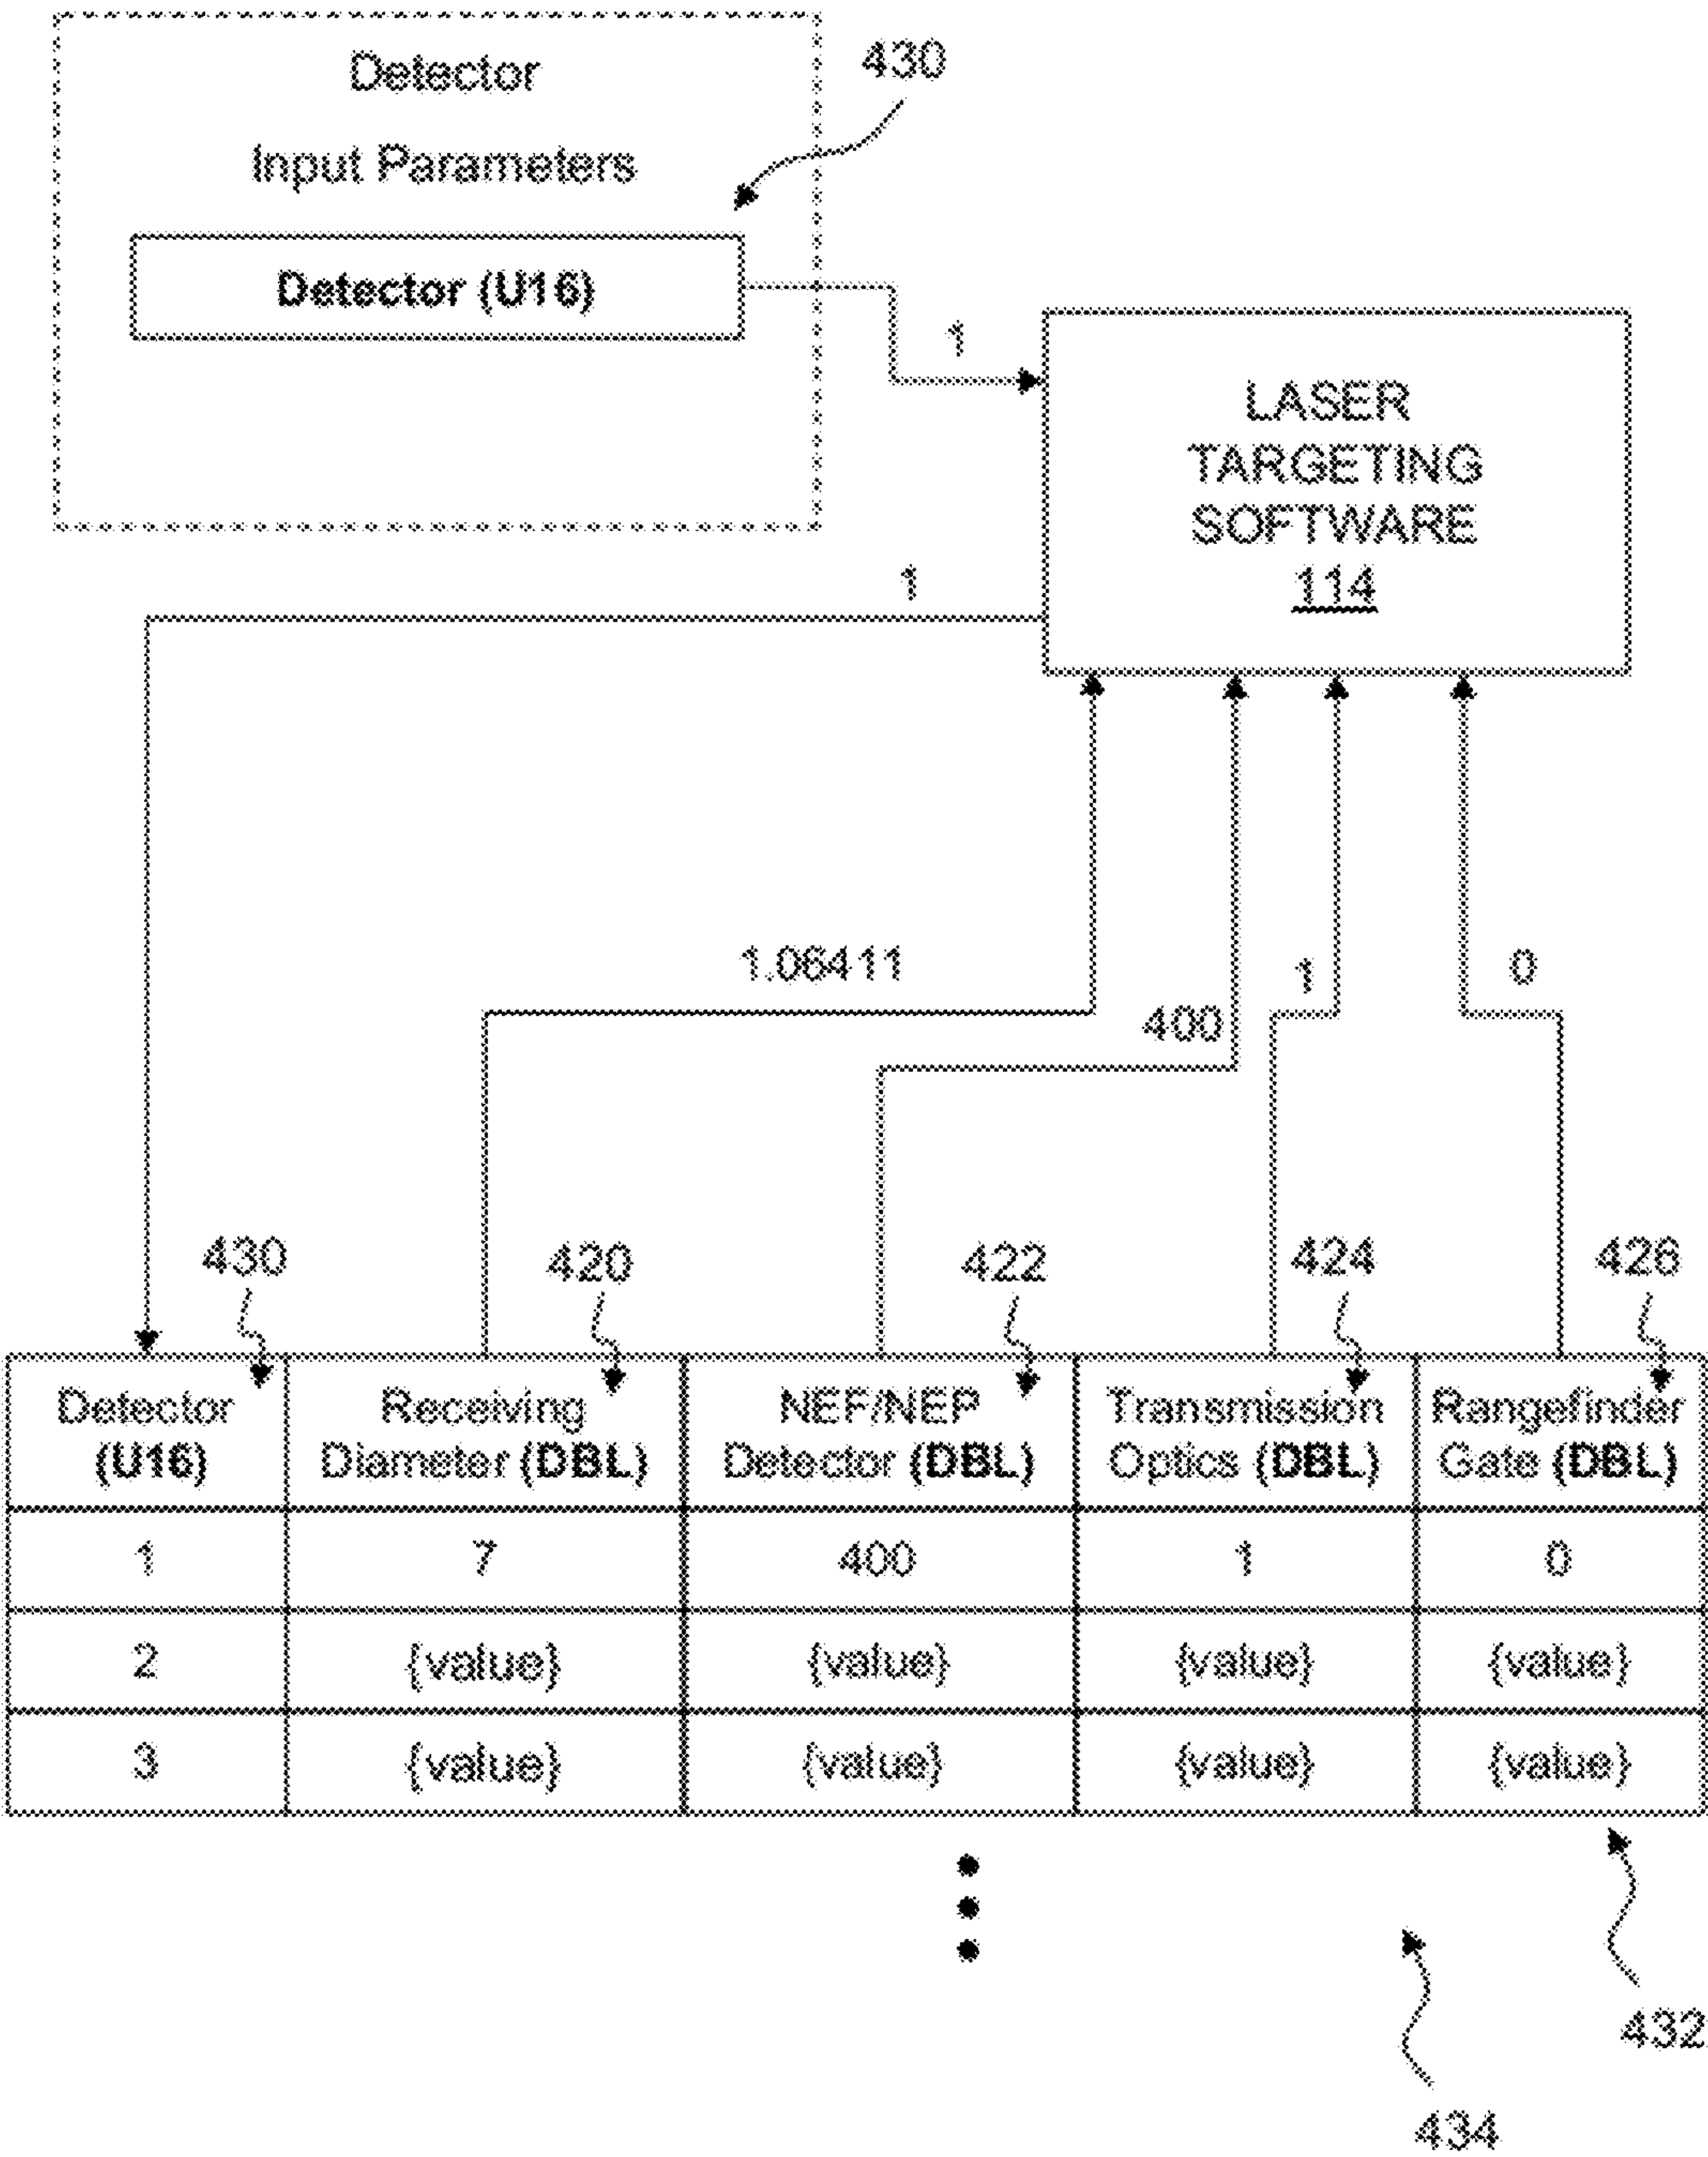 Detector
Input Parameters
430
Detector (U16)
1
LASER
TARGETING
SOFTWARE
114
1
1.06411
400
1
0
430
420
422
424
426
Detector
(U16)
Receiving
Diameter (DBL)
NEF/NEP
Detector (DBL)
Transmission
Optics (DBL)
Rangefinder
Gate (DBL)
1
7
400
1
0
2
{value}
{value}
{value}
{value}
3
{value}
{value}
{value}
{value}
432
434